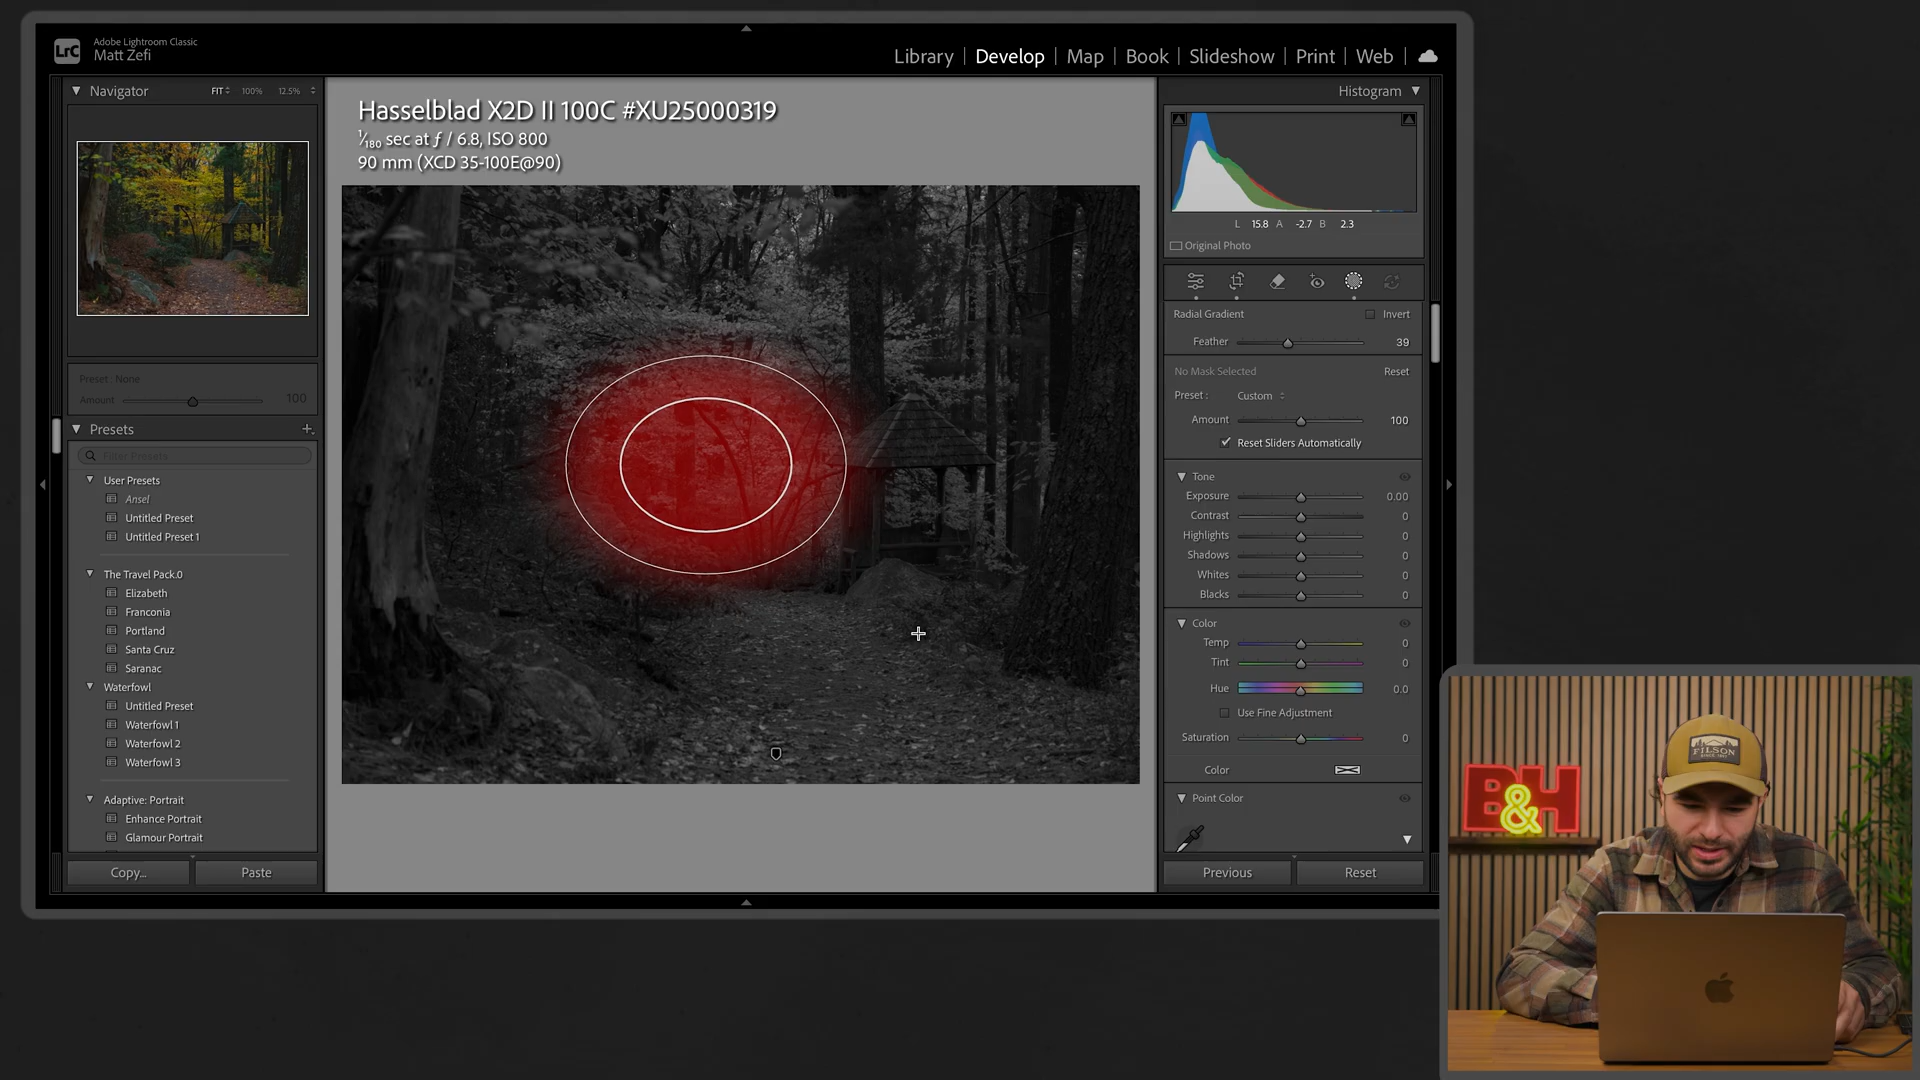 LrC
Adobe Lightroom Classic
Matt Zefi
Library | Develop | Map | Book | Slideshow | Print | Web
Navigator
FIT
100%
12.5%
Preset: None
Amount
100
Presets
Filter Presets
User Presets
Ansel
Untitled Preset
Untitled Preset 1
The Travel Pack.0
Elizabeth
Franconia
Portland
Santa Cruz
Saranac
Waterfowl
Untitled Preset
Waterfowl 1
Waterfowl 2
Waterfowl 3
Adaptive: Portrait
Enhance Portrait
Glamour Portrait
Copy...
Paste
Hasselblad X2D II 100C #XU25000319
1/180 sec at ƒ / 6.8, ISO 800
90 mm (XCD 35-100E@90)
Histogram
L 15.8 A -2.7 B 2.3
Original Photo
Radial Gradient
Invert
Feather 39
No Mask Selected
Reset
Preset: Custom
Amount 100
Reset Sliders Automatically
Tone
Exposure 0.00
Contrast 0
Highlights 0
Shadows 0
Whites 0
Blacks 0
Color
Temp 0
Tint 0
Hue 0.0
Use Fine Adjustment
Saturation 0
Color
Point Color
Previous
Reset
B&H
FILSON